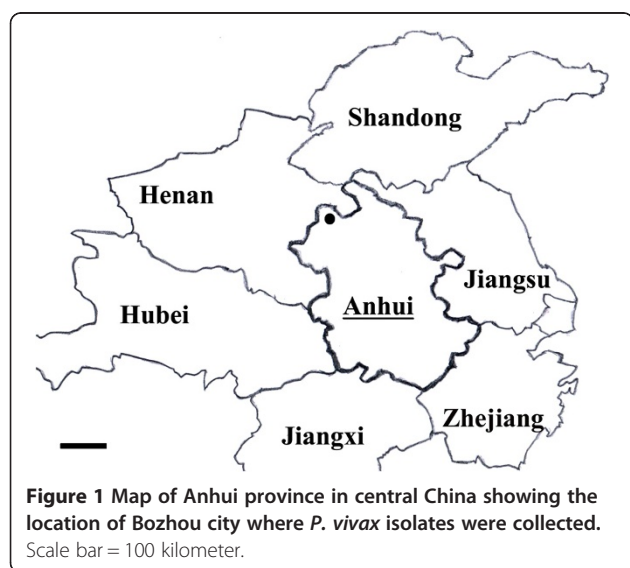 Shandong
Henan
Jiangsu
Hubei
Anhui
Zhejiang
Jiangxi
Figure 1 Map of Anhui province in central China showing the
location of Bozhou city where P. vivax isolates were collected.
Scale bar = 100 kilometer.